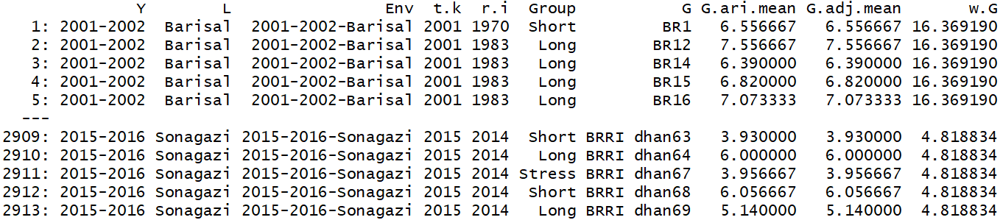 Y L Env t.k r.i Group G G.ari.mean G.adj.mean w.G
1: 2001-2002 Barisal 2001-2002-Barisal 2001 1970 Short BR1 6.556667 6.556667 16.369190
2: 2001-2002 Barisal 2001-2002-Barisal 2001 1983 Long BR12 7.556667 7.556667 16.369190
3: 2001-2002 Barisal 2001-2002-Barisal 2001 1983 Long BR14 6.390000 6.390000 16.369190
4: 2001-2002 Barisal 2001-2002-Barisal 2001 1983 Long BR15 6.820000 6.820000 16.369190
5: 2001-2002 Barisal 2001-2002-Barisal 2001 1983 Long BR16 7.073333 7.073333 16.369190
---
2909: 2015-2016 Sonagazi 2015-2016-Sonagazi 2015 2014 Short BRRI dhan63 3.930000 3.930000 4.818834
2910: 2015-2016 Sonagazi 2015-2016-Sonagazi 2015 2014 Long BRRI dhan64 6.000000 6.000000 4.818834
2911: 2015-2016 Sonagazi 2015-2016-Sonagazi 2015 2014 Stress BRRI dhan67 3.956667 3.956667 4.818834
2912: 2015-2016 Sonagazi 2015-2016-Sonagazi 2015 2014 Short BRRI dhan68 6.056667 6.056667 4.818834
2913: 2015-2016 Sonagazi 2015-2016-Sonagazi 2015 2014 Long BRRI dhan69 5.140000 5.140000 4.818834